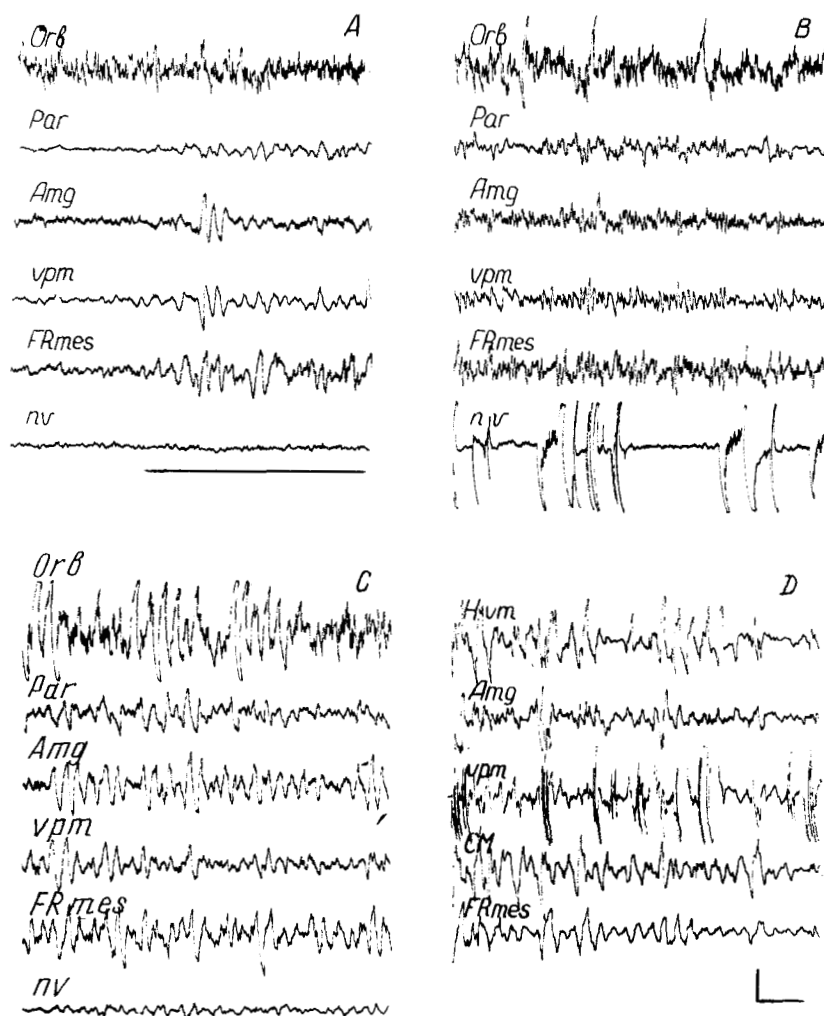 Orb A
Par
Amg
vpm
FRmes
nv
Orb B
Par
Amg
vpm
FRmes
nv
Orb C
Par
Amg
vpm
FRmes
nv
D
Hvm
Amg
vpm
CM
FRmes